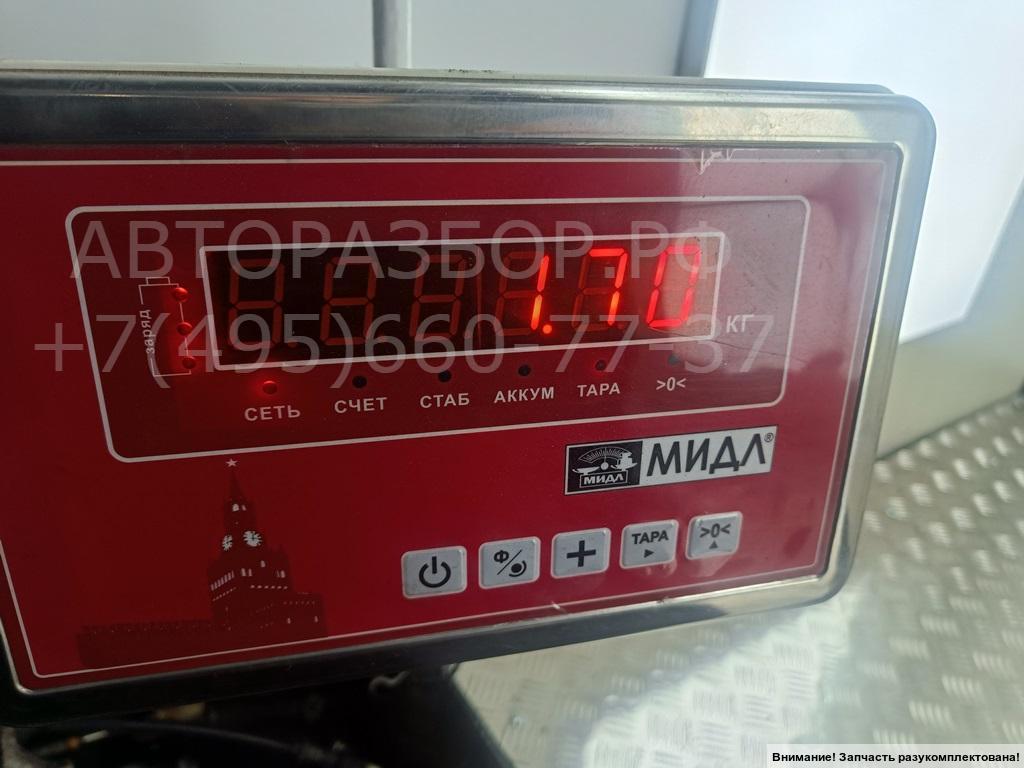 АВТОРАЗБОР.РФ
1.70
+7(495)660-77-37
КГ
заряд
СЕТЬ СЧЕТ СТАБ АККУМ ТАРА >0<
МИДЛ МИДЛ®
Ф + ТАРА >0<
Внимание! Запчасть разукомплектована!